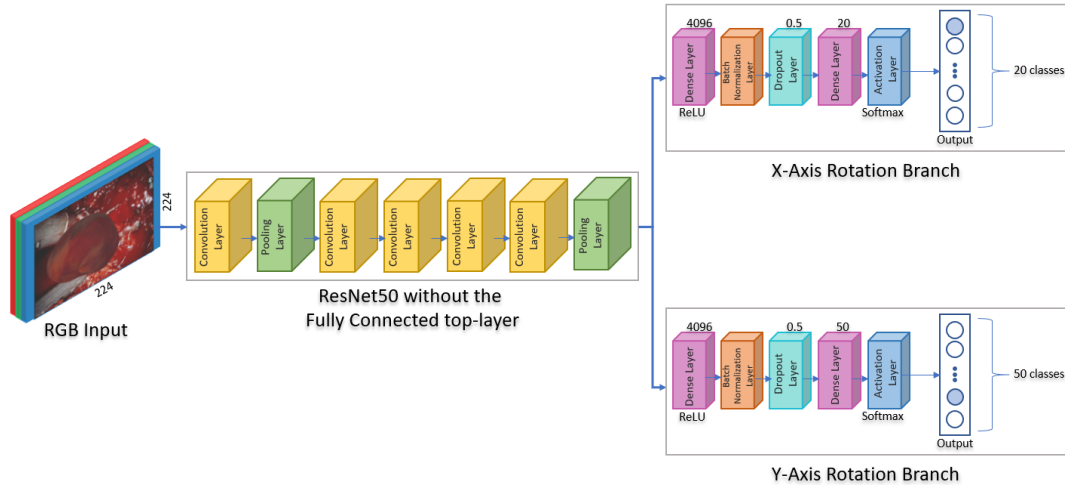 224
224
RGB Input
Convolution Layer
Pooling Layer
Convolution Layer
Convolution Layer
Convolution Layer
Convolution Layer
Pooling Layer
ResNet50 without the
Fully Connected top-layer
4096
0.5
20
Dense Layer
Batch Normalization Layer
Dropout Layer
Dense Layer
Activation Layer
ReLU
Softmax
Output
20 classes
X-Axis Rotation Branch
4096
0.5
50
Dense Layer
Batch Normalization Layer
Dropout Layer
Dense Layer
Activation Layer
ReLU
Softmax
Output
50 classes
Y-Axis Rotation Branch